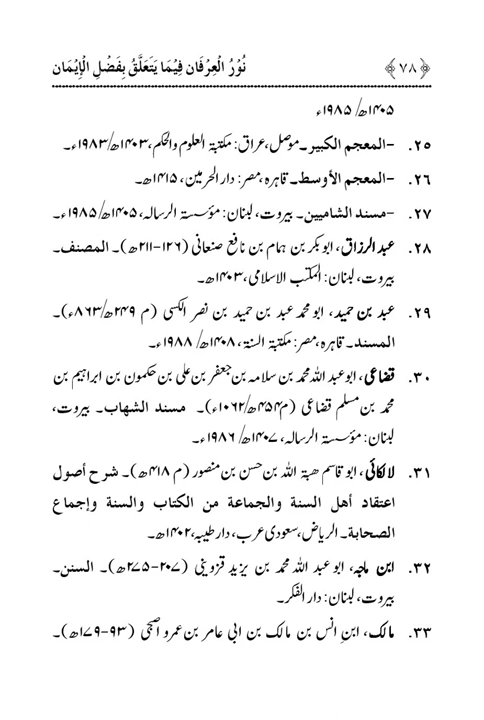 ﴿۷۸﴾ نُوْرُ الْعِرْفَان فِيْمَا يَتَعَلَّقُ بِفَضْلِ الْإِيْمَان
۱۴۰۵ھ/ ۱۹۸۵ء
۲۵. -المعجم الكبير۔ موصل، عراق: مکتبۃ العلوم والحکم، ۱۴۰۳ھ/۱۹۸۳ء۔
۲۶. -المعجم الأوسط۔ قاہرہ، مصر: دار الحرمین، ۱۴۱۵ھ۔
۲۷. -مسند الشاميين۔ بیروت، لبنان: مؤسسۃ الرسالہ، ۱۴۰۵ھ/۱۹۸۵ء۔
۲۸. عبد الرزاق، ابو بکر بن ہمام بن نافع صنعانی (۱۲۶-۲۱۱ھ)۔ المصنف۔
بیروت، لبنان: المکتب الاسلامی، ۱۴۰۳ھ۔
۲۹. عبد بن حمید، ابو محمد عبد بن حمید بن نصر الکسی (م ۲۴۹ھ/۸۶۳ء)۔
المسند۔ قاہرہ، مصر: مکتبۃ السنۃ، ۱۴۰۸ھ/ ۱۹۸۸ء۔
۳۰. قضاعی، ابو عبد اللہ محمد بن سلامہ بن جعفر بن علی بن حکمون بن ابراہیم بن
محمد بن مسلم قضاعی (م۴۵۴ھ/۱۰۶۲ء)۔ مسند الشهاب۔ بیروت،
لبنان: مؤسسۃ الرسالہ، ۱۴۰۷ھ/ ۱۹۸۶ء۔
۳۱. لالکائی، ابو قاسم ھبۃ اللہ بن حسن بن منصور (م ۴۱۸ھ)۔ شرح أصول
اعتقاد أهل السنة والجماعة من الكتاب والسنة وإجماع
الصحابة۔ الریاض، سعودی عرب، دار طیبہ، ۱۴۰۲ھ۔
۳۲. ابن ماجہ، ابو عبد اللہ محمد بن یزید قزوینی (۲۰۷-۲۷۵ھ)۔ السنن۔
بیروت، لبنان: دار الفکر۔
۳۳. مالک، ابنِ انس بن مالک بن ابی عامر بن عمرو اصبحی (۹۳-۱۷۹ھ)۔